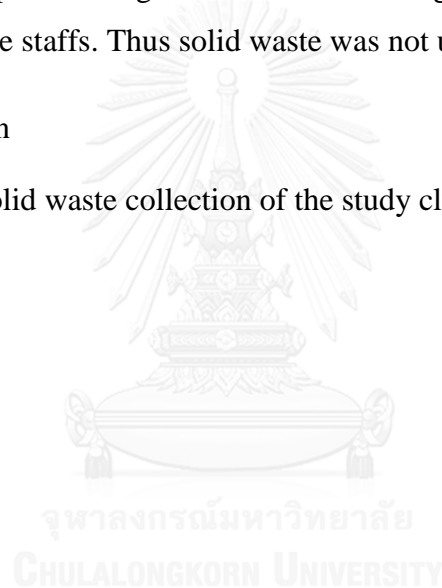 e staffs. Thus solid waste was not u
n
olid waste collection of the study cl
จุฬาลงกรณ์มหาวิทยาลัย
CHULALONGKORN UNIVERSITY